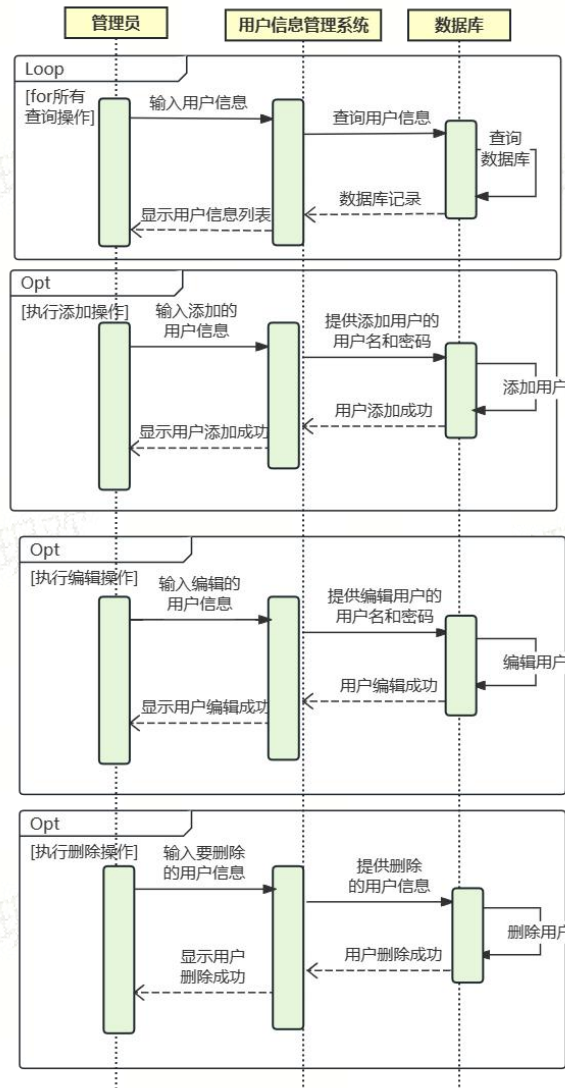 管理员
用户信息管理系统
数据库
Loop
[for所有
查询操作]
输入用户信息
查询用户信息
查询
数据库
数据库记录
显示用户信息列表
Opt
[执行添加操作]
输入添加的
用户信息
提供添加用户的
用户名和密码
添加用户
用户添加成功
显示用户添加成功
Opt
[执行编辑操作]
输入编辑的
用户信息
提供编辑用户的
用户名和密码
编辑用户
用户编辑成功
显示用户编辑成功
Opt
[执行删除操作]
输入要删除
的用户信息
提供删除
的用户信息
删除用户
用户删除成功
显示用户
删除成功